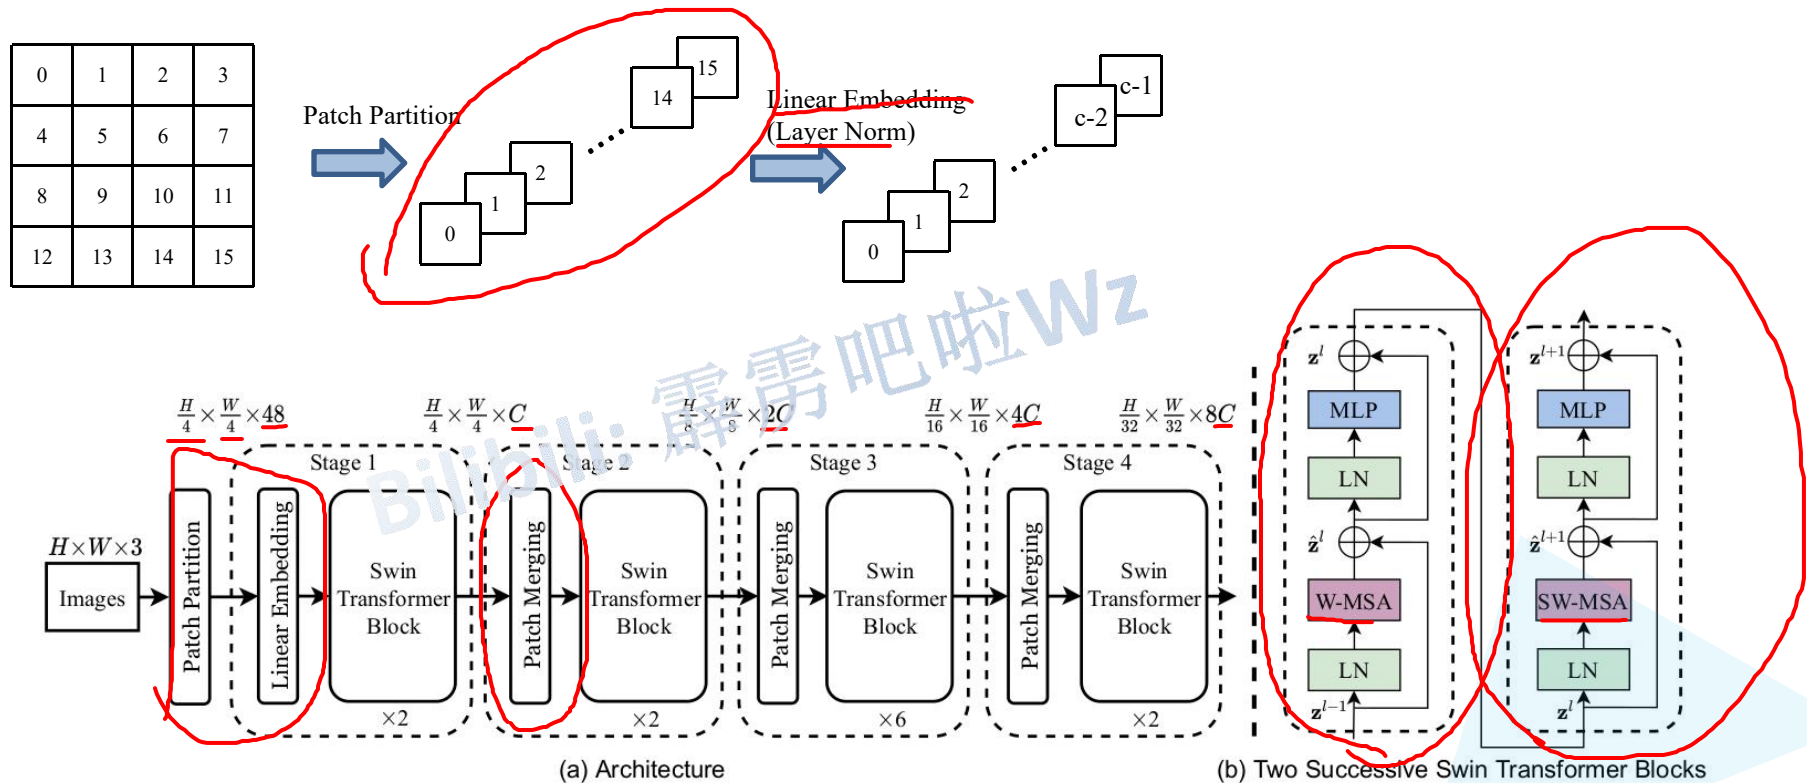 0 1 2 3
4 5 6 7
8 9 10 11
12 13 14 15
Patch Partition
0 1 2 14 15
Linear Embedding
(Layer Norm)
0 1 2 c-2 c-1
Bilibili: 霹雳吧啦Wz
H/4 × W/4 × 48
H/4 × W/4 × C
H/8 × W/8 × 2C
H/16 × W/16 × 4C
H/32 × W/32 × 8C
Stage 1
Stage 2
Stage 3
Stage 4
H×W×3
Images
Patch Partition
Linear Embedding
Swin
Transformer
Block
×2
Patch Merging
Swin
Transformer
Block
×2
Patch Merging
Swin
Transformer
Block
×6
Patch Merging
Swin
Transformer
Block
×2
(a) Architecture
z^l
MLP
LN
ẑ^l
W-MSA
LN
z^{l-1}
z^{l+1}
MLP
LN
ẑ^{l+1}
SW-MSA
LN
z^l
(b) Two Successive Swin Transformer Blocks